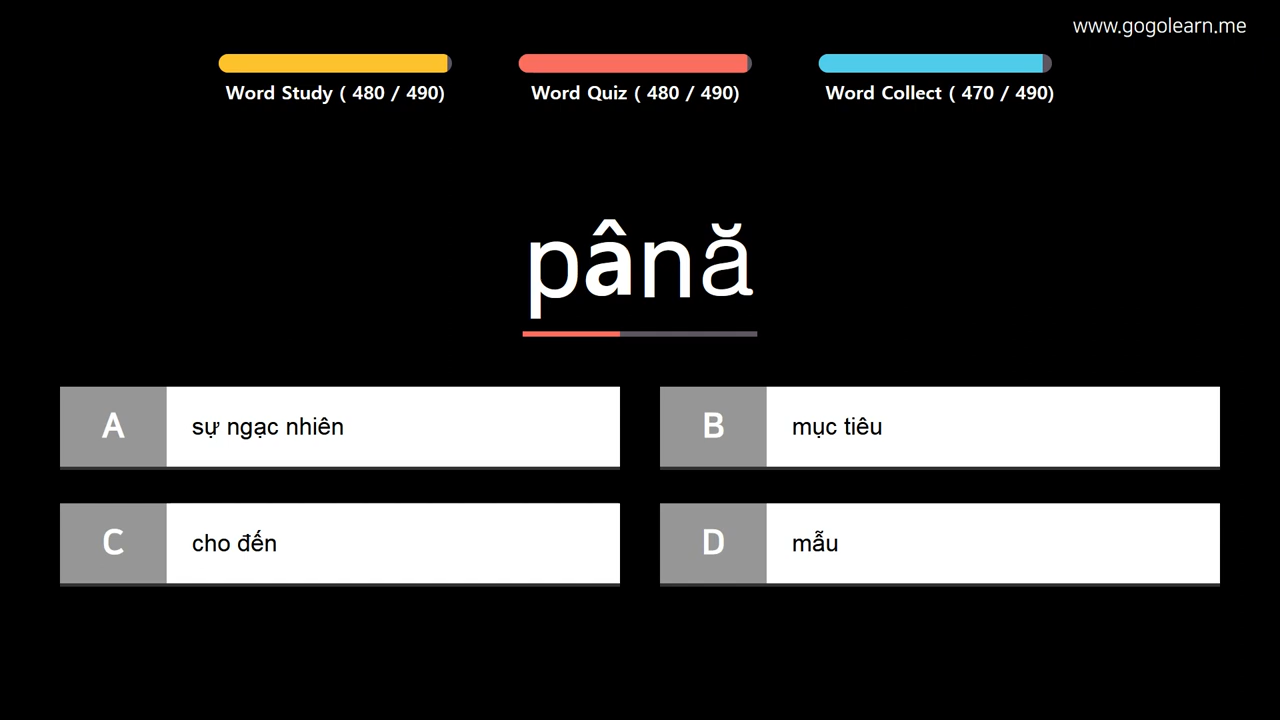 www.gogolearn.me
Word Study ( 480 / 490)
Word Quiz ( 480 / 490)
Word Collect ( 470 / 490)
până
A
sự ngạc nhiên
B
mục tiêu
C
cho đến
D
mẫu